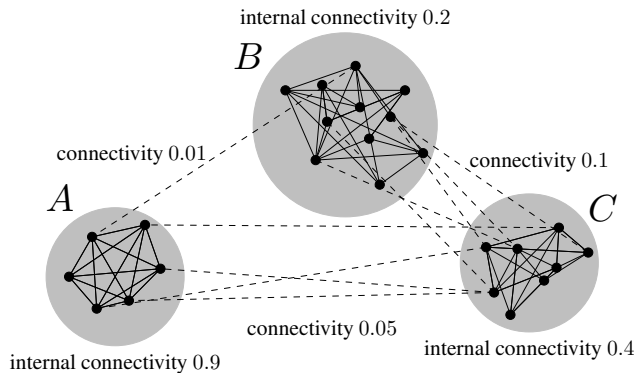 internal connectivity 0.2
B
connectivity 0.01
connectivity 0.1
A
C
connectivity 0.05
internal connectivity 0.4
internal connectivity 0.9